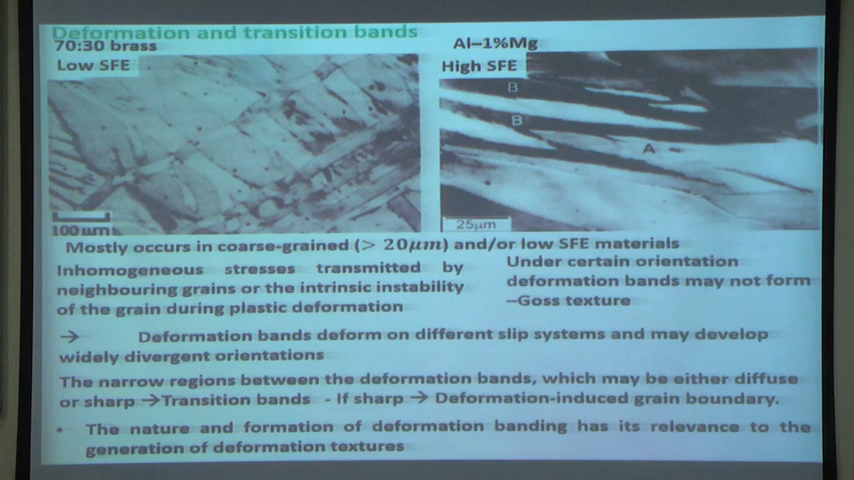 Deformation and transition bands
70:30 brass
Low SFE
Al–1%Mg
High SFE
B
B
A
100 μm
25μm
Mostly occurs in coarse-grained (> 20μm) and/or low SFE materials
Inhomogeneous stresses transmitted by
neighbouring grains or the intrinsic instability
of the grain during plastic deformation
Under certain orientation
deformation bands may not form
–Goss texture
→ Deformation bands deform on different slip systems and may develop
widely divergent orientations
The narrow regions between the deformation bands, which may be either diffuse
or sharp →Transition bands - If sharp → Deformation-induced grain boundary.
• The nature and formation of deformation banding has its relevance to the
generation of deformation textures